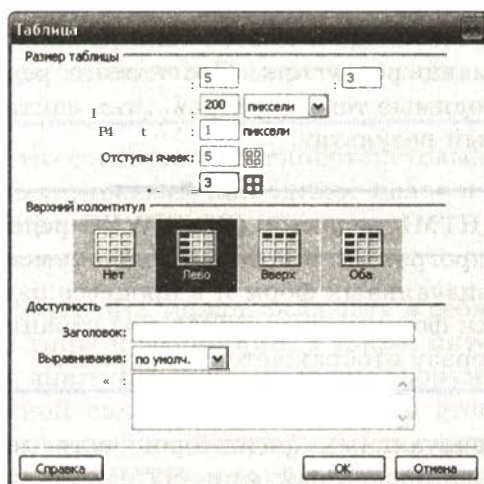 Таблица
Размер таблицы
: 5 : 3
: 200 пиксели
: 1 пиксели
Отступы ячеек: 5
3
Верхний колонтитул
Нет Лево Вверх Оба
Доступность
Заголовок:
Выравнивание: по умолч.
:
Справка ОК Отмена